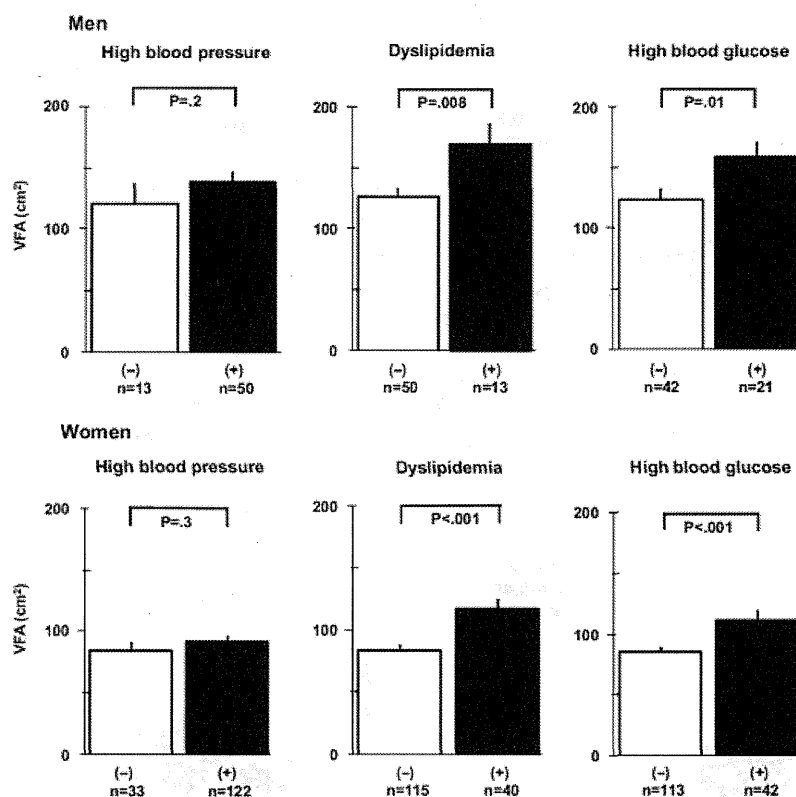 Men
High blood pressure
Dyslipidemia
High blood glucose
200
P=.2
200
P=.008
200
P=.01
VFA (cm²)
100
100
100
0
0
0
(–)
(+)
(–)
(+)
(–)
(+)
n=13
n=50
n=50
n=13
n=42
n=21
Women
High blood pressure
Dyslipidemia
High blood glucose
200
P=.3
200
P<.001
200
P<.001
VFA (cm²)
100
100
100
0
0
0
(–)
(+)
(–)
(+)
(–)
(+)
n=33
n=122
n=115
n=40
n=113
n=42